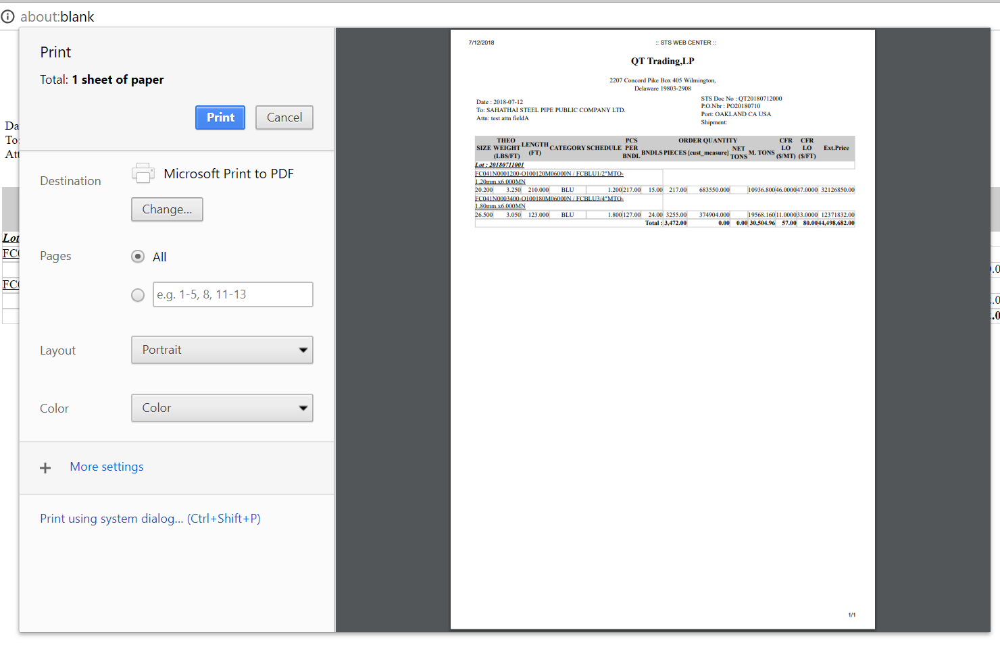 about:blank
Print
Total: 1 sheet of paper
Print Cancel
Destination Microsoft Print to PDF
Change...
Pages All
e.g. 1-5, 8, 11-13
Layout Portrait
Color Color
+ More settings
Print using system dialog... (Ctrl+Shift+P)
Da
To:
Att
Lot
FC0
FC0
7/12/2018 :: STS WEB CENTER ::
QT Trading,LP
2207 Concord Pike Box 405 Wilmington,
Delaware 19803-2908
Date : 2018-07-12
To: SAHATHAI STEEL PIPE PUBLIC COMPANY LTD.
Attn: test attn fieldA
STS Doc No : QT20180712000
P.O.Nbr : PO20180710
Port: OAKLAND CA USA
Shipment:
SIZE THEO WEIGHT (LBS/FT) LENGTH (FT) CATEGORY SCHEDULE PCS PER BNDL BNDLS ORDER QUANTITY PIECES {cust_measure} NET TONS M. TONS CFR LO ($/MT) CFR LO ($/FT) Ext.Price
Lot : 20180711001
FC041N0001200-O100120M06000N / FCBLU1/2"MTO-
1.20mm.x6.000MN
20.200 3.250 210.000 BLU 1.200 217.00 15.00 217.00 683550.000 10936.800 46.0000 47.0000 32126850.00
FC041N0003400-O100180M06000N / FCBLU3/4"MTO-
1.80mm.x6.000MN
26.500 3.050 123.000 BLU 1.800 127.00 24.00 3255.00 374904.000 19568.160 11.0000 33.0000 12371832.00
Total : 3,472.00 0.00 0.00 30,504.96 57.00 80.00 44,498,682.00
1/1
.0
.0
.0